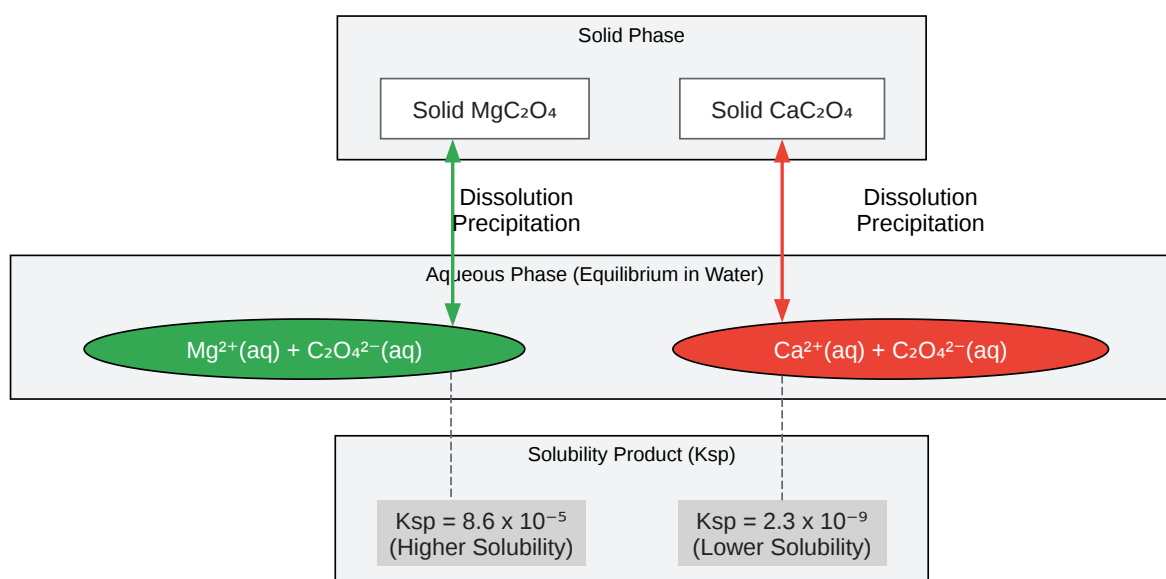 Solid Phase
Solid MgC₂O₄
Solid CaC₂O₄
Dissolution
Precipitation
Dissolution
Precipitation
Aqueous Phase (Equilibrium in Water)
Mg²⁺(aq) + C₂O₄²⁻(aq)
Ca²⁺(aq) + C₂O₄²⁻(aq)
Solubility Product (Ksp)
Ksp = 8.6 x 10⁻⁵
(Higher Solubility)
Ksp = 2.3 x 10⁻⁹
(Lower Solubility)